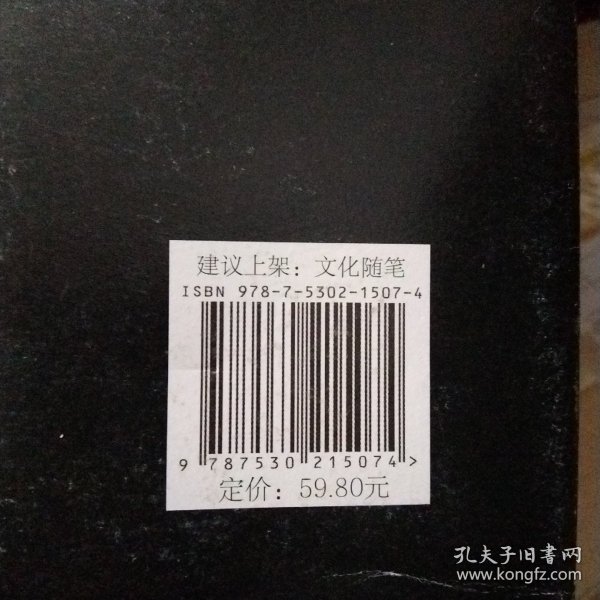 建议上架：文化随笔
ISBN 978-7-5302-1507-4
9 787530 215074 >
定价：59.80元
孔夫子旧書网
www.kongfz.com